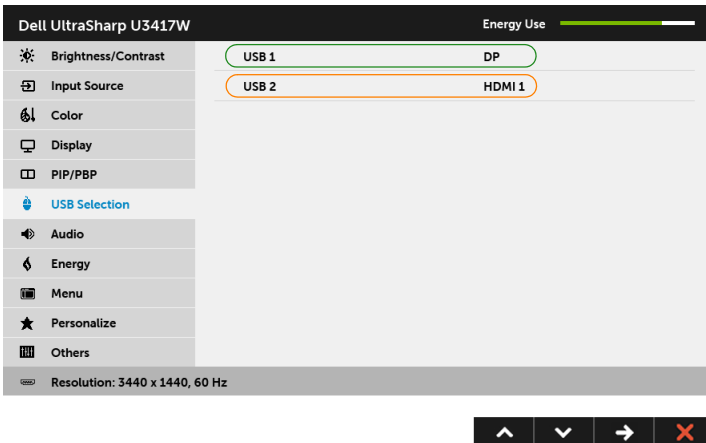 Dell UltraSharp U3417W Energy Use
Brightness/Contrast USB 1 DP
Input Source USB 2 HDMI 1
Color
Display
PIP/PBP
USB Selection
Audio
Energy
Menu
Personalize
Others
Resolution: 3440 x 1440, 60 Hz